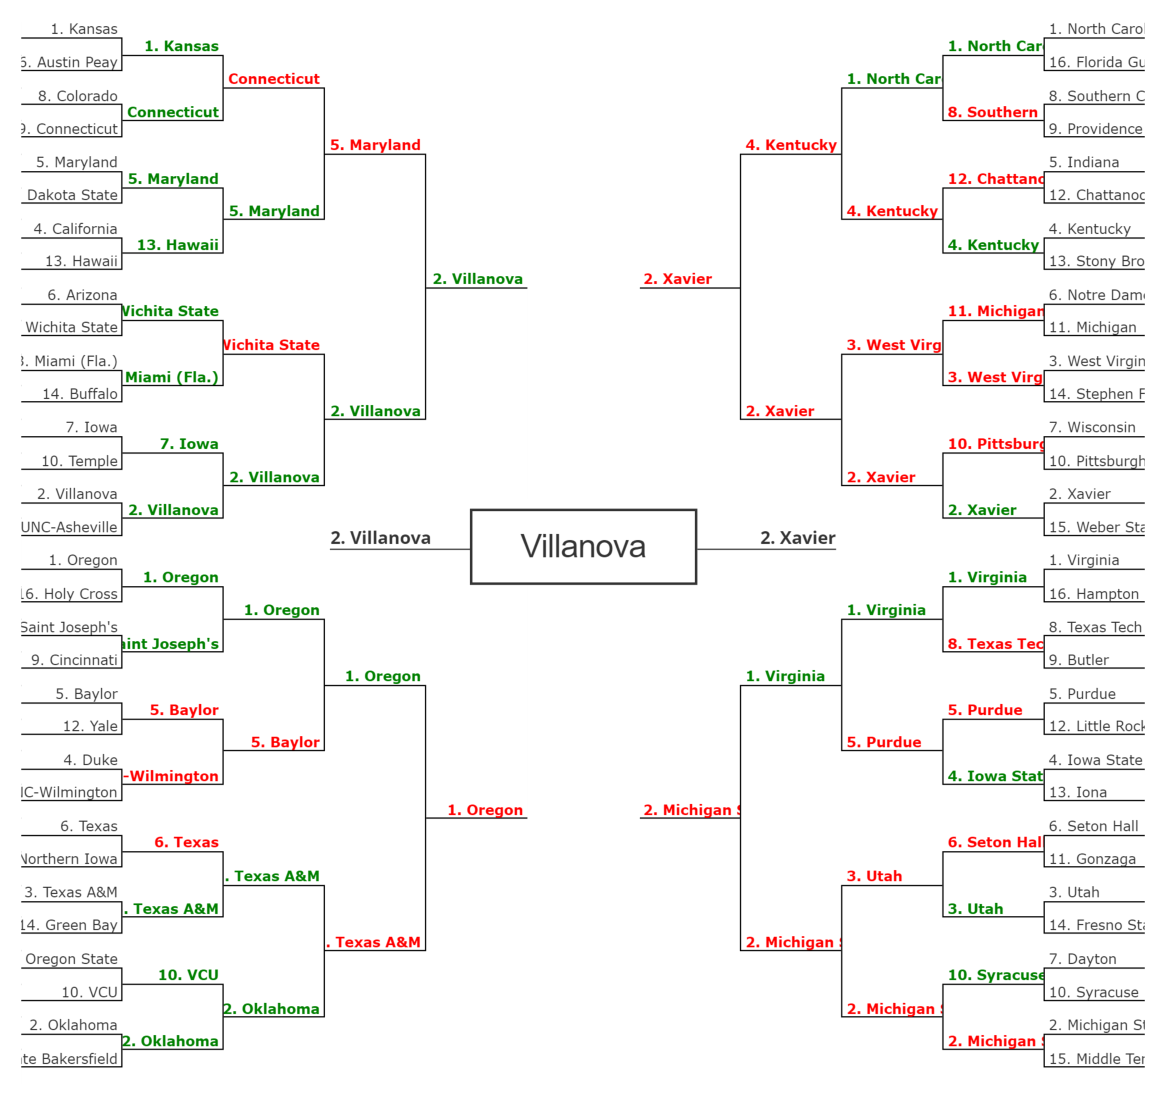 1. Kansas
6. Austin Peay
8. Colorado
9. Connecticut
5. Maryland
Dakota State
4. California
13. Hawaii
6. Arizona
Wichita State
3. Miami (Fla.)
14. Buffalo
7. Iowa
10. Temple
2. Villanova
UNC-Asheville
1. Oregon
16. Holy Cross
Saint Joseph's
9. Cincinnati
5. Baylor
12. Yale
4. Duke
NC-Wilmington
6. Texas
Northern Iowa
3. Texas A&M
14. Green Bay
Oregon State
10. VCU
2. Oklahoma
te Bakersfield
1. Kansas
Connecticut
5. Maryland
13. Hawaii
Wichita State
Miami (Fla.)
7. Iowa
2. Villanova
1. Oregon
aint Joseph's
5. Baylor
-Wilmington
6. Texas
. Texas A&M
10. VCU
2. Oklahoma
Connecticut
5. Maryland
Wichita State
2. Villanova
1. Oregon
5. Baylor
. Texas A&M
2. Oklahoma
5. Maryland
2. Villanova
1. Oregon
. Texas A&M
2. Villanova
1. Oregon
2. Villanova
Villanova
2. Xavier
2. Xavier
2. Michigan S
4. Kentucky
2. Xavier
1. Virginia
2. Michigan S
1. North Car
4. Kentucky
3. West Virg
2. Xavier
1. Virginia
5. Purdue
3. Utah
2. Michigan S
1. North Car
8. Southern
12. Chattano
4. Kentucky
11. Michigan
3. West Virg
10. Pittsburg
2. Xavier
1. Virginia
8. Texas Tec
5. Purdue
4. Iowa Stat
6. Seton Hal
3. Utah
10. Syracuse
2. Michigan S
1. North Carol
16. Florida Gu
8. Southern C
9. Providence
5. Indiana
12. Chattanoo
4. Kentucky
13. Stony Bro
6. Notre Dame
11. Michigan
3. West Virgin
14. Stephen F
7. Wisconsin
10. Pittsburgh
2. Xavier
15. Weber Sta
1. Virginia
16. Hampton
8. Texas Tech
9. Butler
5. Purdue
12. Little Rock
4. Iowa State
13. Iona
6. Seton Hall
11. Gonzaga
3. Utah
14. Fresno Sta
7. Dayton
10. Syracuse
2. Michigan St
15. Middle Ten